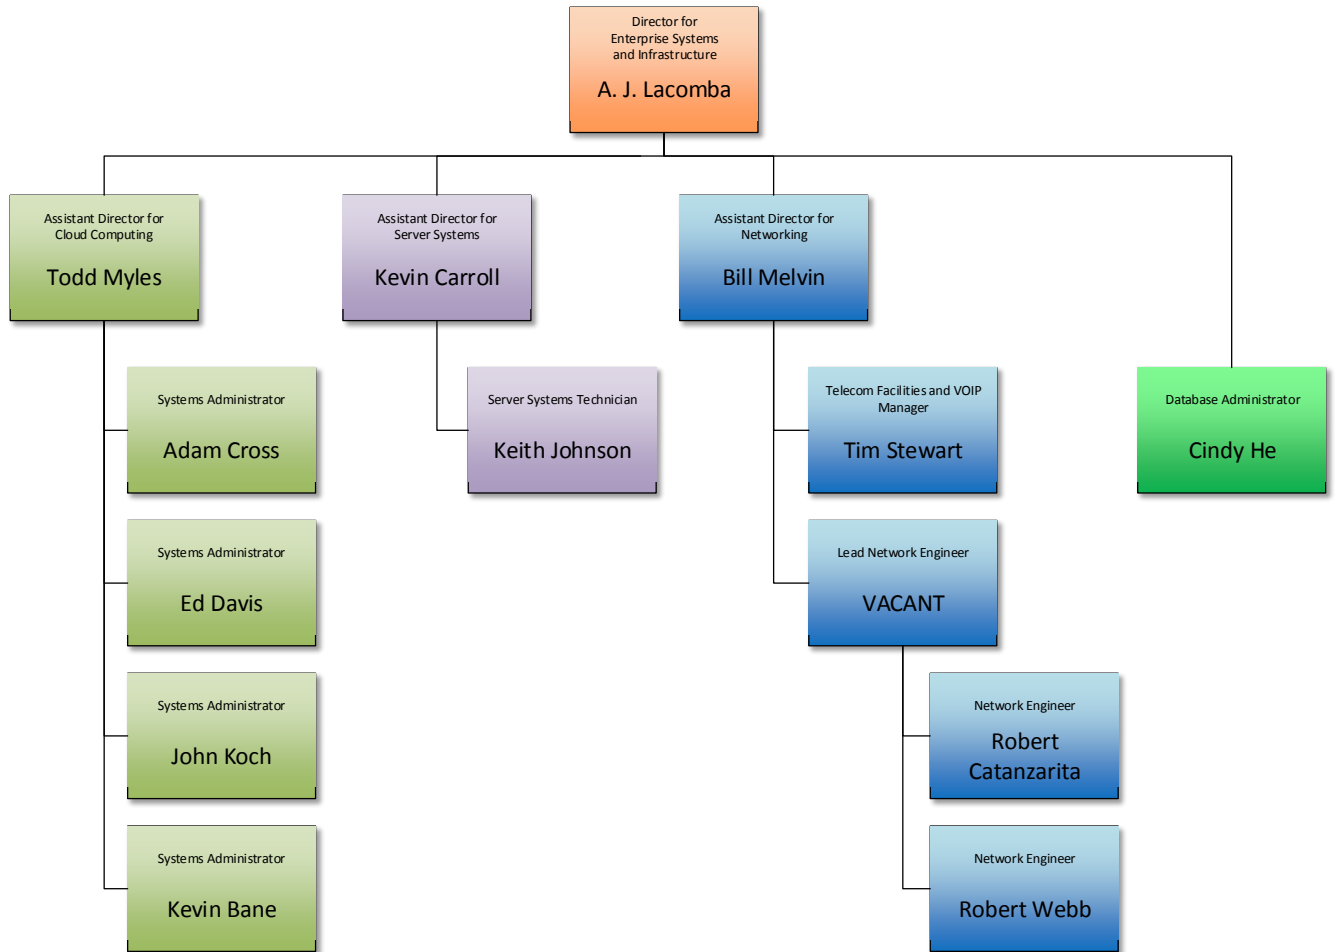 Director for
Enterprise Systems
and Infrastructure
A. J. Lacomba
Assistant Director for
Cloud Computing
Todd Myles
Assistant Director for
Server Systems
Kevin Carroll
Assistant Director for
Networking
Bill Melvin
Systems Administrator
Adam Cross
Server Systems Technician
Keith Johnson
Telecom Facilities and VOIP
Manager
Tim Stewart
Database Administrator
Cindy He
Systems Administrator
Ed Davis
Lead Network Engineer
VACANT
Systems Administrator
John Koch
Network Engineer
Robert
Catanzarita
Systems Administrator
Kevin Bane
Network Engineer
Robert Webb